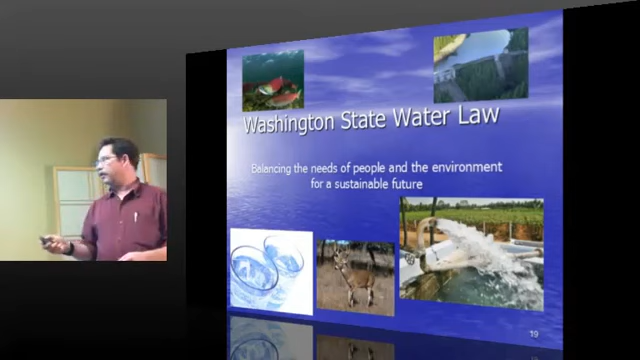 Washington State Water Law
Balancing the needs of people and the environment
for a sustainable future
19